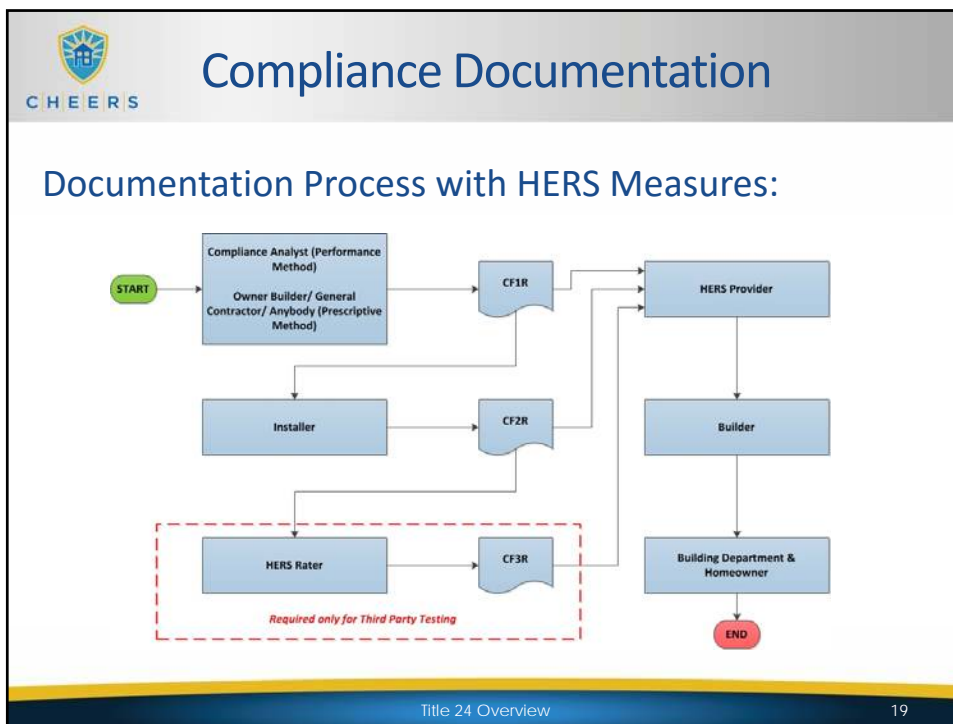 CHEERS
Compliance Documentation
Documentation Process with HERS Measures:
START
Compliance Analyst (Performance
Method)
Owner Builder/ General
Contractor/ Anybody (Prescriptive
Method)
CF1R
HERS Provider
Installer
CF2R
Builder
HERS Rater
CF3R
Building Department &
Homeowner
Required only for Third Party Testing
END
Title 24 Overview
19